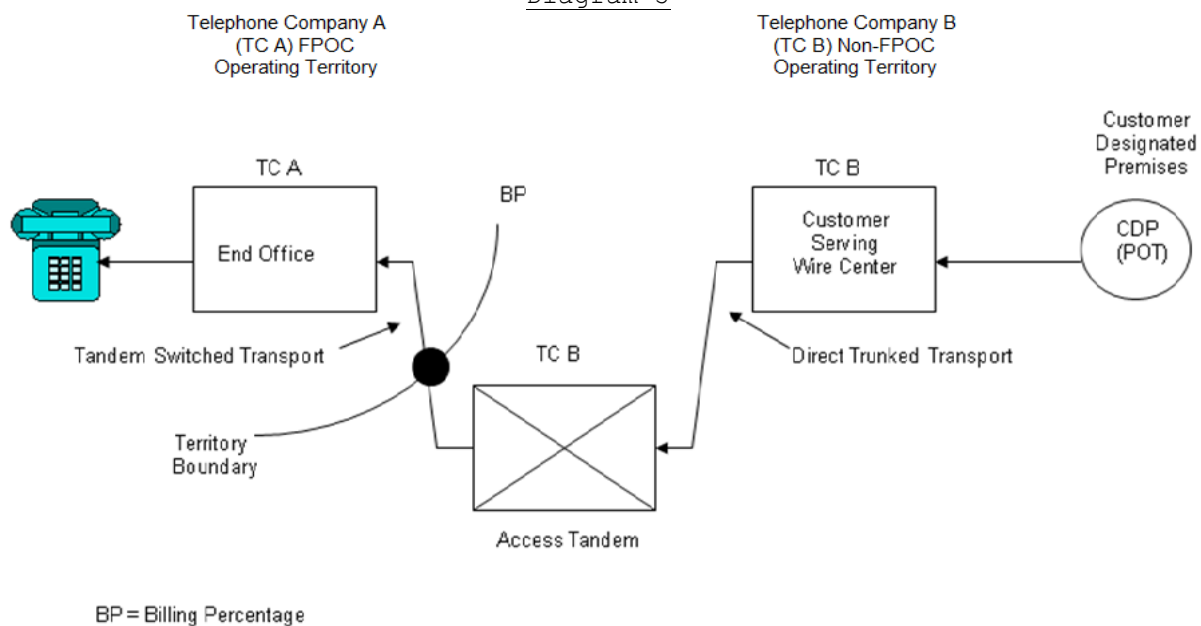 Telephone Company A
(TC A) FPOC
Operating Territory
Telephone Company B
(TC B) Non-FPOC
Operating Territory
Customer
Designated
Premises
TC A
BP
TC B
End Office
Customer
Serving
Wire Center
CDP
(POT)
Tandem Switched Transport
TC B
Direct Trunked Transport
Territory
Boundary
Access Tandem
BP = Billing Percentage